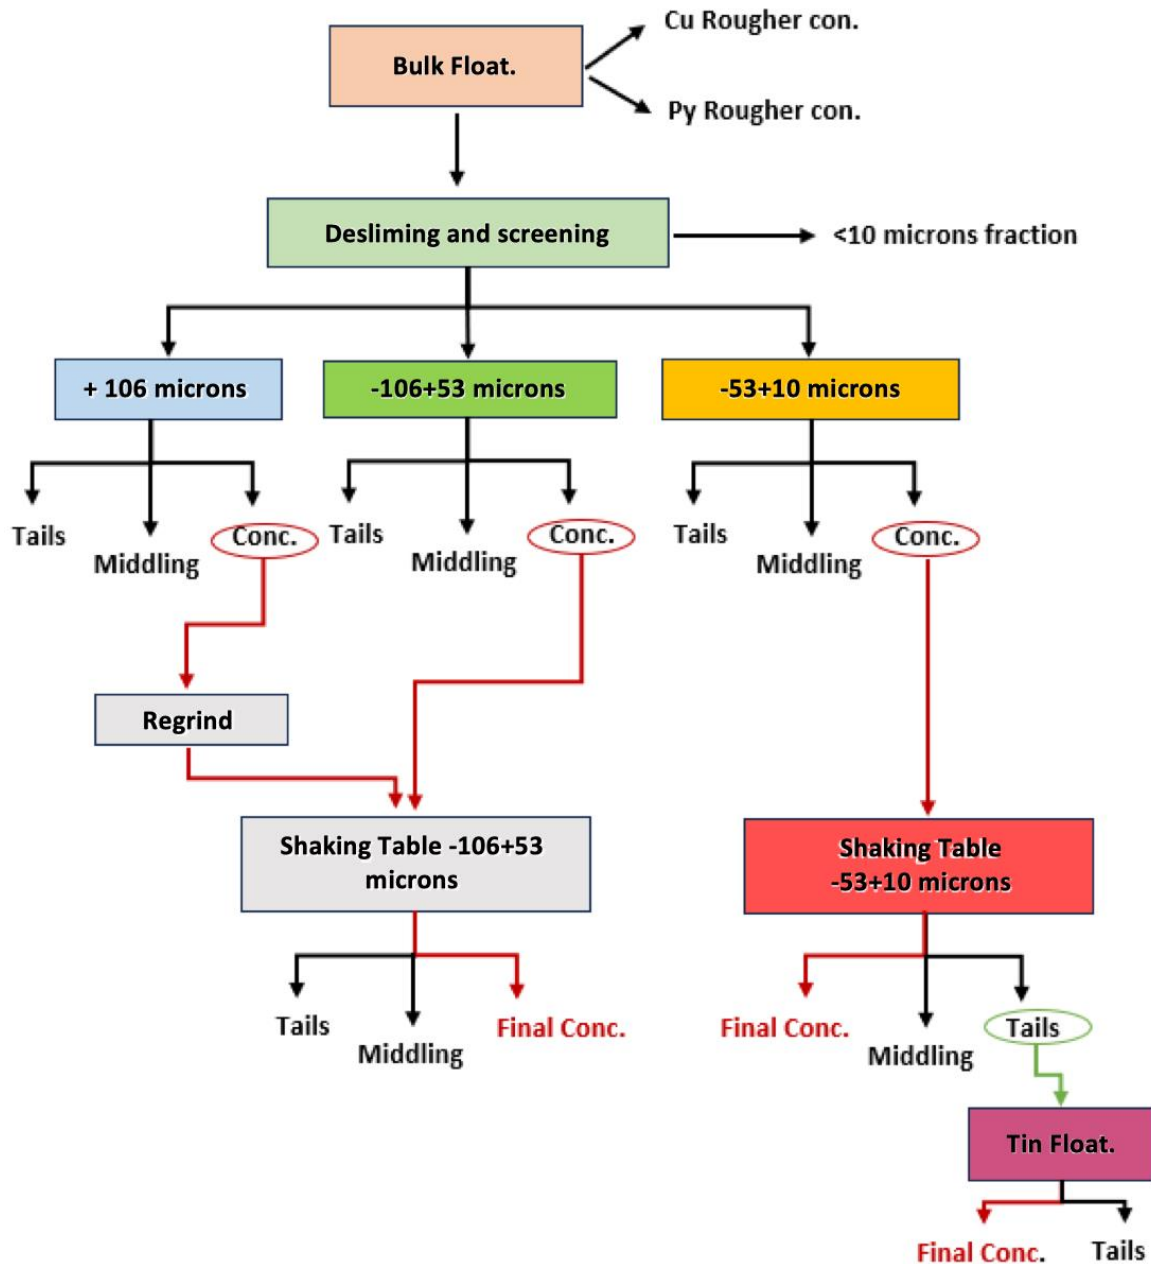 Cu Rougher con.
Bulk Float.
Py Rougher con.
Desliming and screening
<10 microns fraction
+ 106 microns
-106+53 microns
-53+10 microns
Tails
Middling
Conc.
Tails
Middling
Conc.
Tails
Middling
Conc.
Regrind
Shaking Table -106+53
microns
Shaking Table
-53+10 microns
Tails
Middling
Final Conc.
Final Conc.
Middling
Tails
Tin Float.
Final Conc.
Tails